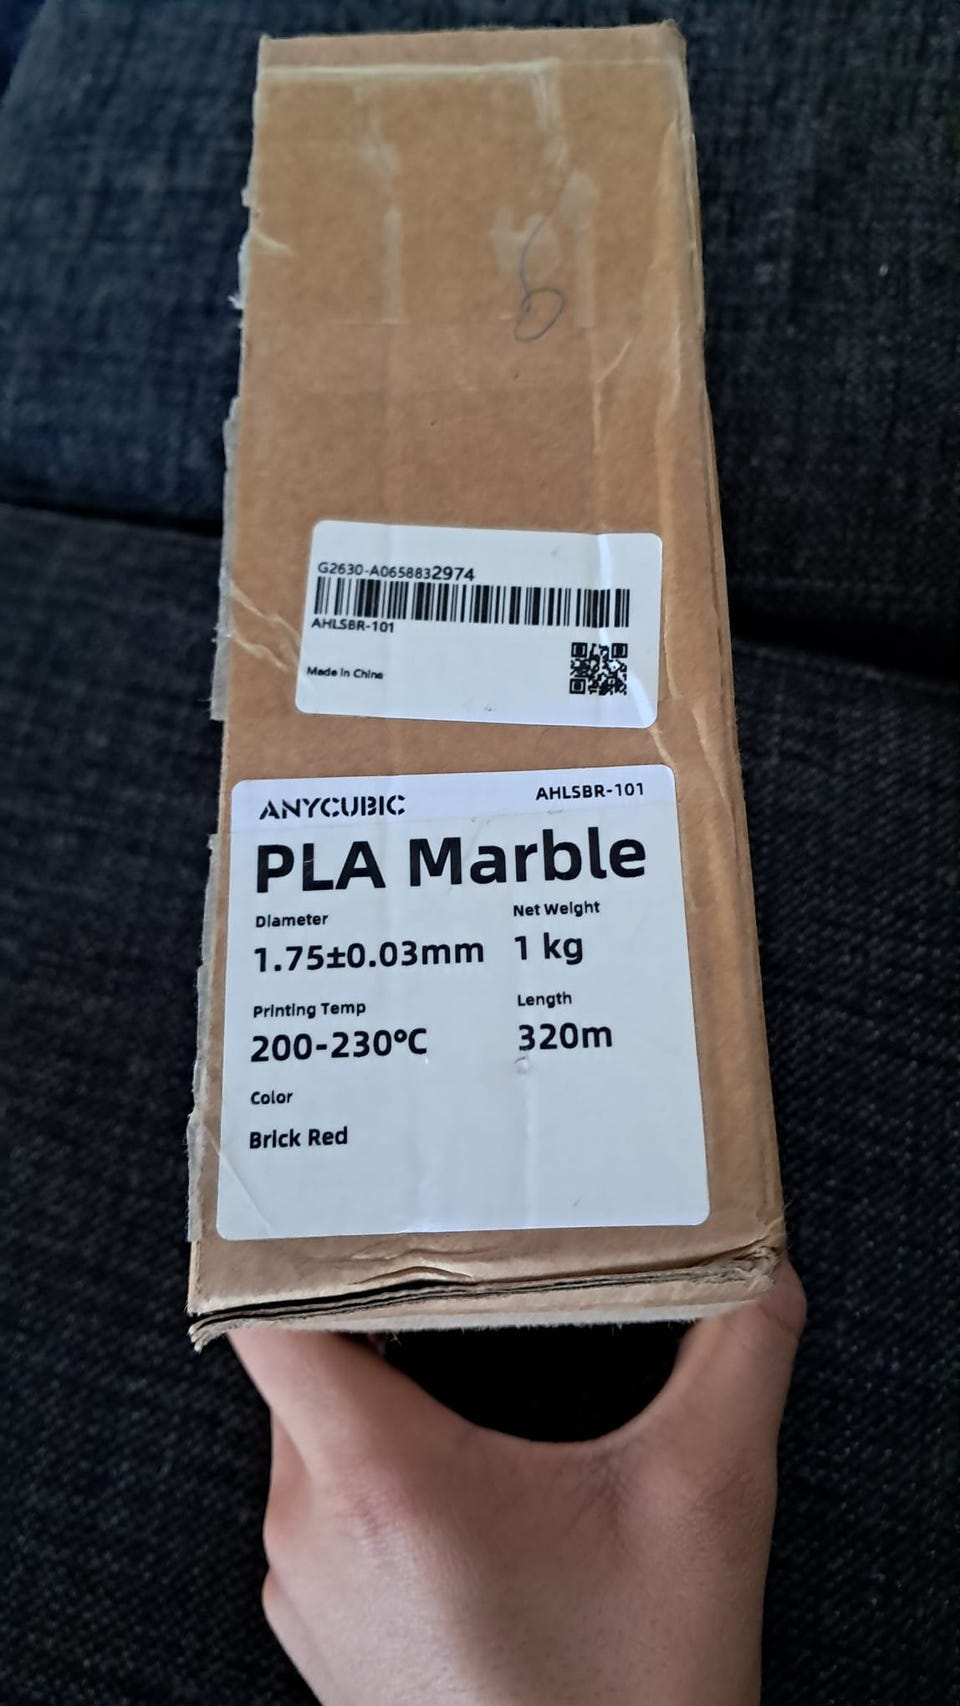 G2630-A0658832974
AHLSBR-101
Made in China
ANYCUBIC AHLSBR-101
PLA Marble
Diameter Net Weight
1.75±0.03mm 1 kg
Printing Temp Length
200-230℃ 320m
Color
Brick Red